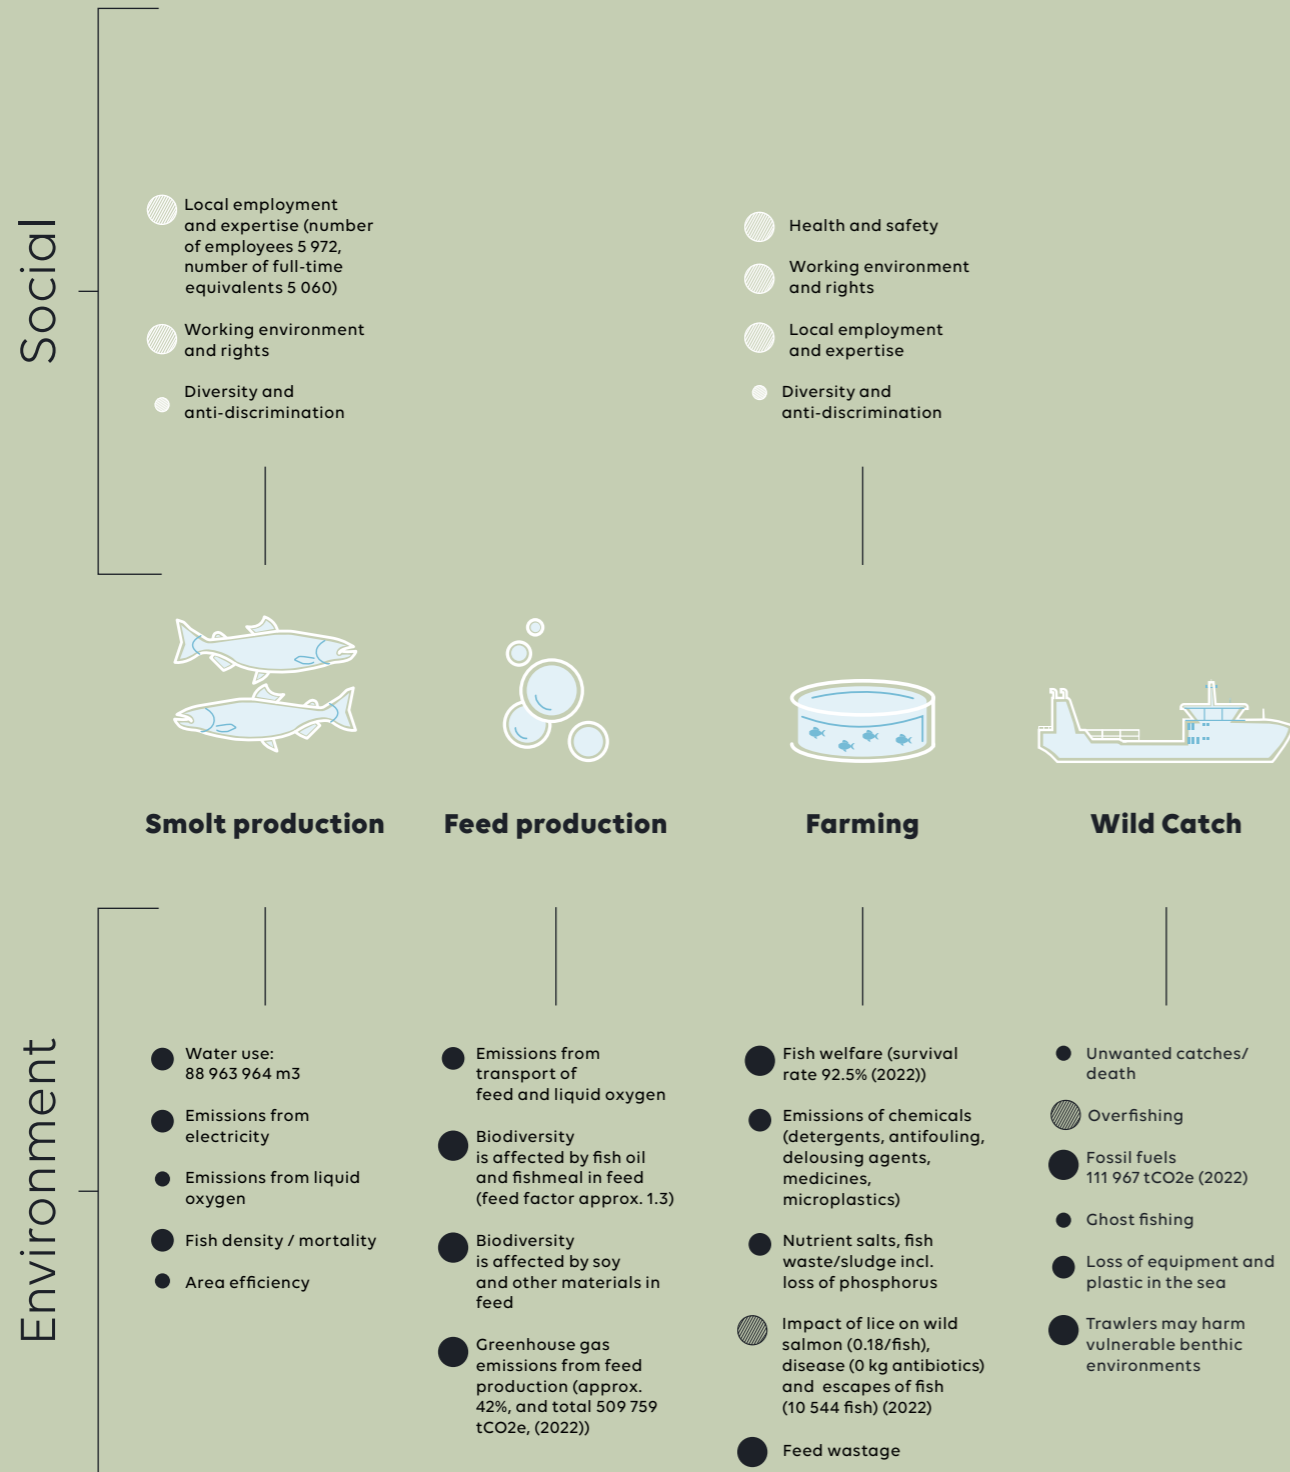 Social
Local employment
and expertise (number
of employees 5 972,
number of full-time
equivalents 5 060)
Working environment
and rights
Diversity and
anti-discrimination
Health and safety
Working environment
and rights
Local employment
and expertise
Diversity and
anti-discrimination
Smolt production
Feed production
Farming
Wild Catch
Environment
Water use:
88 963 964 m3
Emissions from
electricity
Emissions from liquid
oxygen
Fish density / mortality
Area efficiency
Emissions from
transport of
feed and liquid oxygen
Biodiversity
is affected by fish oil
and fishmeal in feed
(feed factor approx. 1.3)
Biodiversity
is affected by soy
and other materials in
feed
Greenhouse gas
emissions from feed
production (approx.
42%, and total 509 759
tCO2e, (2022))
Fish welfare (survival
rate 92.5% (2022))
Emissions of chemicals
(detergents, antifouling,
delousing agents,
medicines,
microplastics)
Nutrient salts, fish
waste/sludge incl.
loss of phosphorus
Impact of lice on wild
salmon (0.18/fish),
disease (0 kg antibiotics)
and escapes of fish
(10 544 fish) (2022)
Feed wastage
Unwanted catches/
death
Overfishing
Fossil fuels
111 967 tCO2e (2022)
Ghost fishing
Loss of equipment and
plastic in the sea
Trawlers may harm
vulnerable benthic
environments